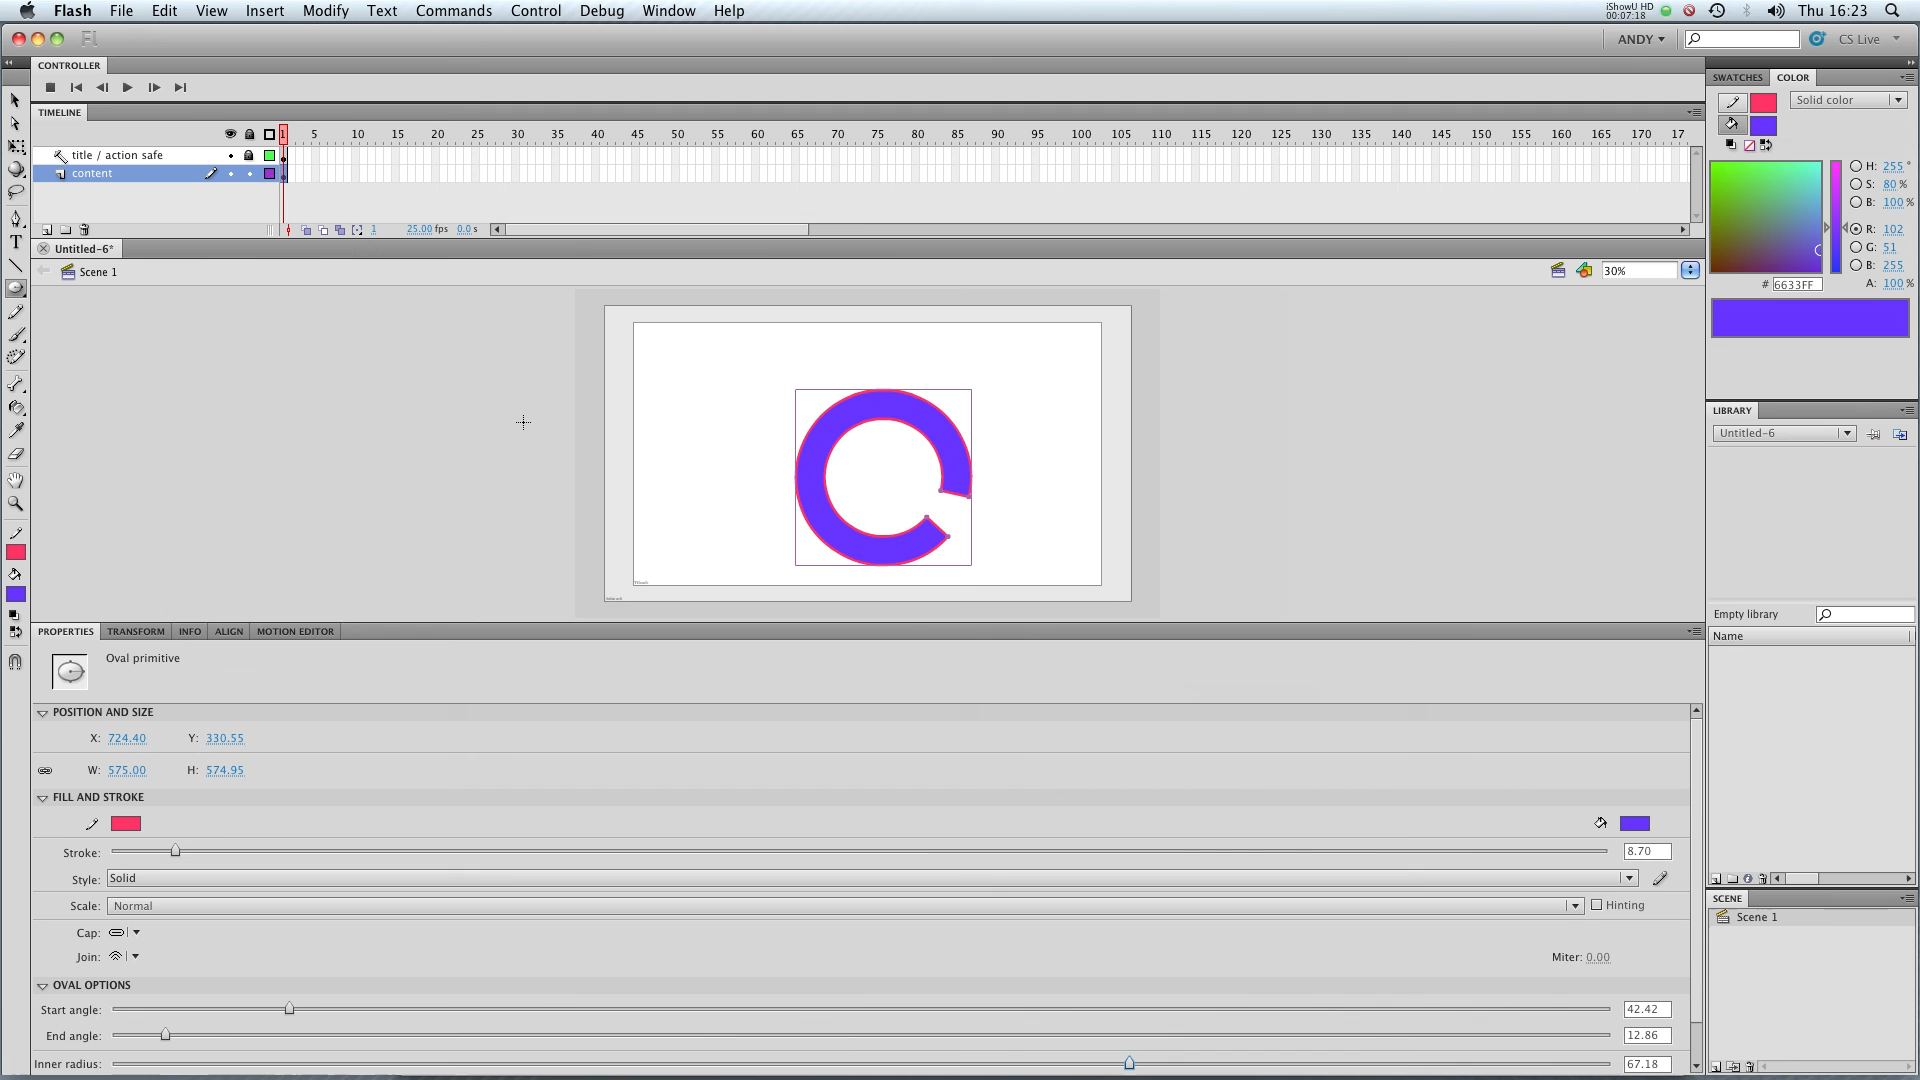 Flash File Edit View Insert Modify Text Commands Control Debug Window Help
iShowU HD
00:07:18
Thu 16:23
Fl
ANDY
CS Live
CONTROLLER
TIMELINE
1 5 10 15 20 25 30 35 40 45 50 55 60 65 70 75 80 85 90 95 100 105 110 115 120 125 130 135 140 145 150 155 160 165 170 17
title / action safe
content
1 25.00 fps 0.0 s
Untitled-6*
Scene 1
30%
PROPERTIES TRANSFORM INFO ALIGN MOTION EDITOR
Oval primitive
POSITION AND SIZE
X: 724.40 Y: 330.55
W: 575.00 H: 574.95
FILL AND STROKE
Stroke: 8.70
Style: Solid
Scale: Normal Hinting
Cap:
Join: Miter: 0.00
OVAL OPTIONS
Start angle: 42.42
End angle: 12.86
Inner radius: 67.18
SWATCHES COLOR
Solid color
H: 255 °
S: 80 %
B: 100 %
R: 102
G: 51
B: 255
# 6633FF A: 100 %
LIBRARY
Untitled-6
Empty library
Name
SCENE
Scene 1